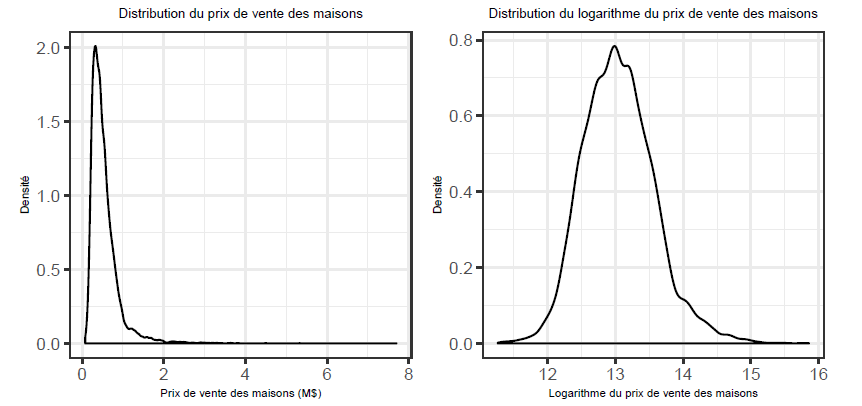 Distribution du prix de vente des maisons
2.0
1.5
1.0
0.5
0.0
Densité
0 2 4 6 8
Prix de vente des maisons (M$)
Distribution du logarithme du prix de vente des maisons
0.8
0.6
0.4
0.2
0.0
Densité
12 13 14 15 16
Logarithme du prix de vente des maisons